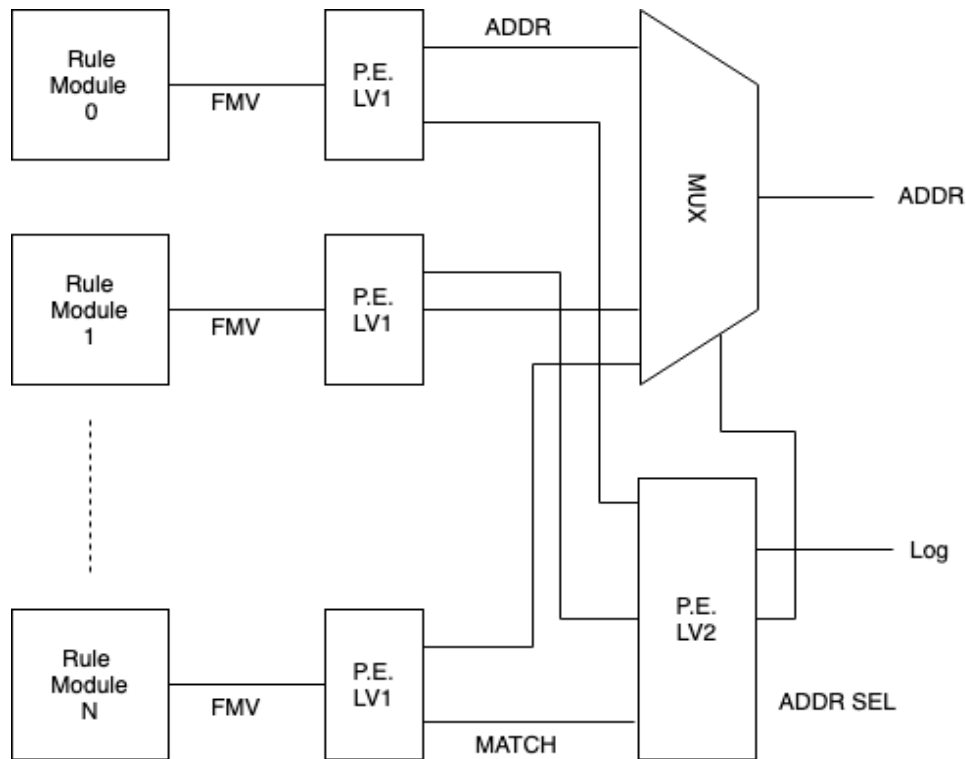 ADDR
Rule
Module
0
FMV
P.E.
LV1
MUX
ADDR
Rule
Module
1
FMV
P.E.
LV1
Log
P.E.
LV2
Rule
Module
N
FMV
P.E.
LV1
ADDR SEL
MATCH